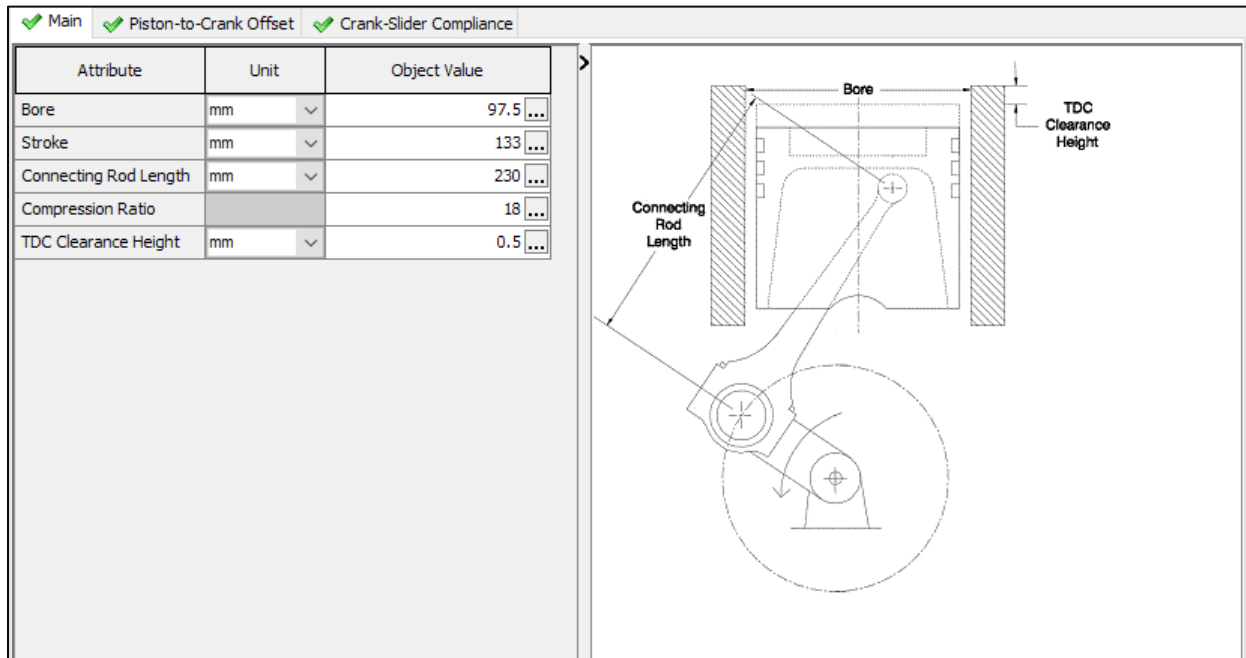 Main Piston-to-Crank Offset Crank-Slider Compliance
Attribute Unit Object Value
Bore mm 97.5 ...
Stroke mm 133 ...
Connecting Rod Length mm 230 ...
Compression Ratio 18 ...
TDC Clearance Height mm 0.5 ...
Bore
TDC
Clearance
Height
Connecting
Rod
Length